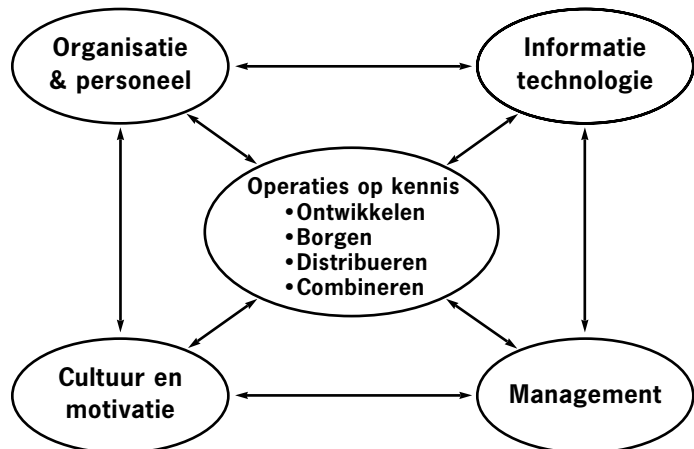 Organisatie
& personeel
Informatie
technologie
Operaties op kennis
•Ontwikkelen
•Borgen
•Distribueren
•Combineren
Cultuur en
motivatie
Management